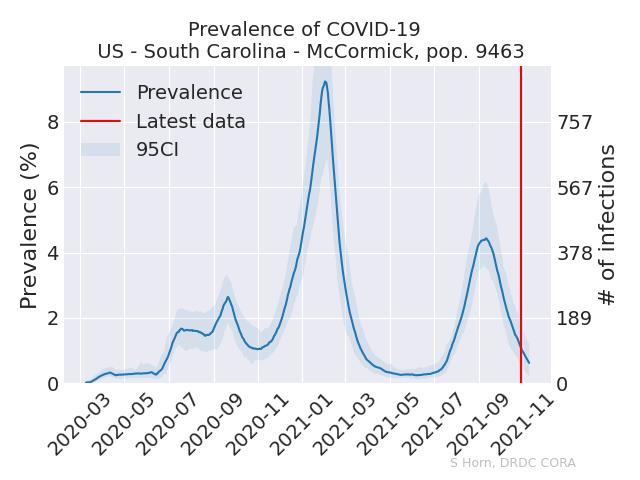 Prevalence of COVID-19
US - South Carolina - McCormick, pop. 9463
Prevalence
Latest data
95CI
Prevalence (%)
8
6
4
2
0
757
567
378
189
0
# of infections
2020-03
2020-05
2020-07
2020-09
2020-11
2021-01
2021-03
2021-05
2021-07
2021-09
2021-11
S Horn, DRDC CORA